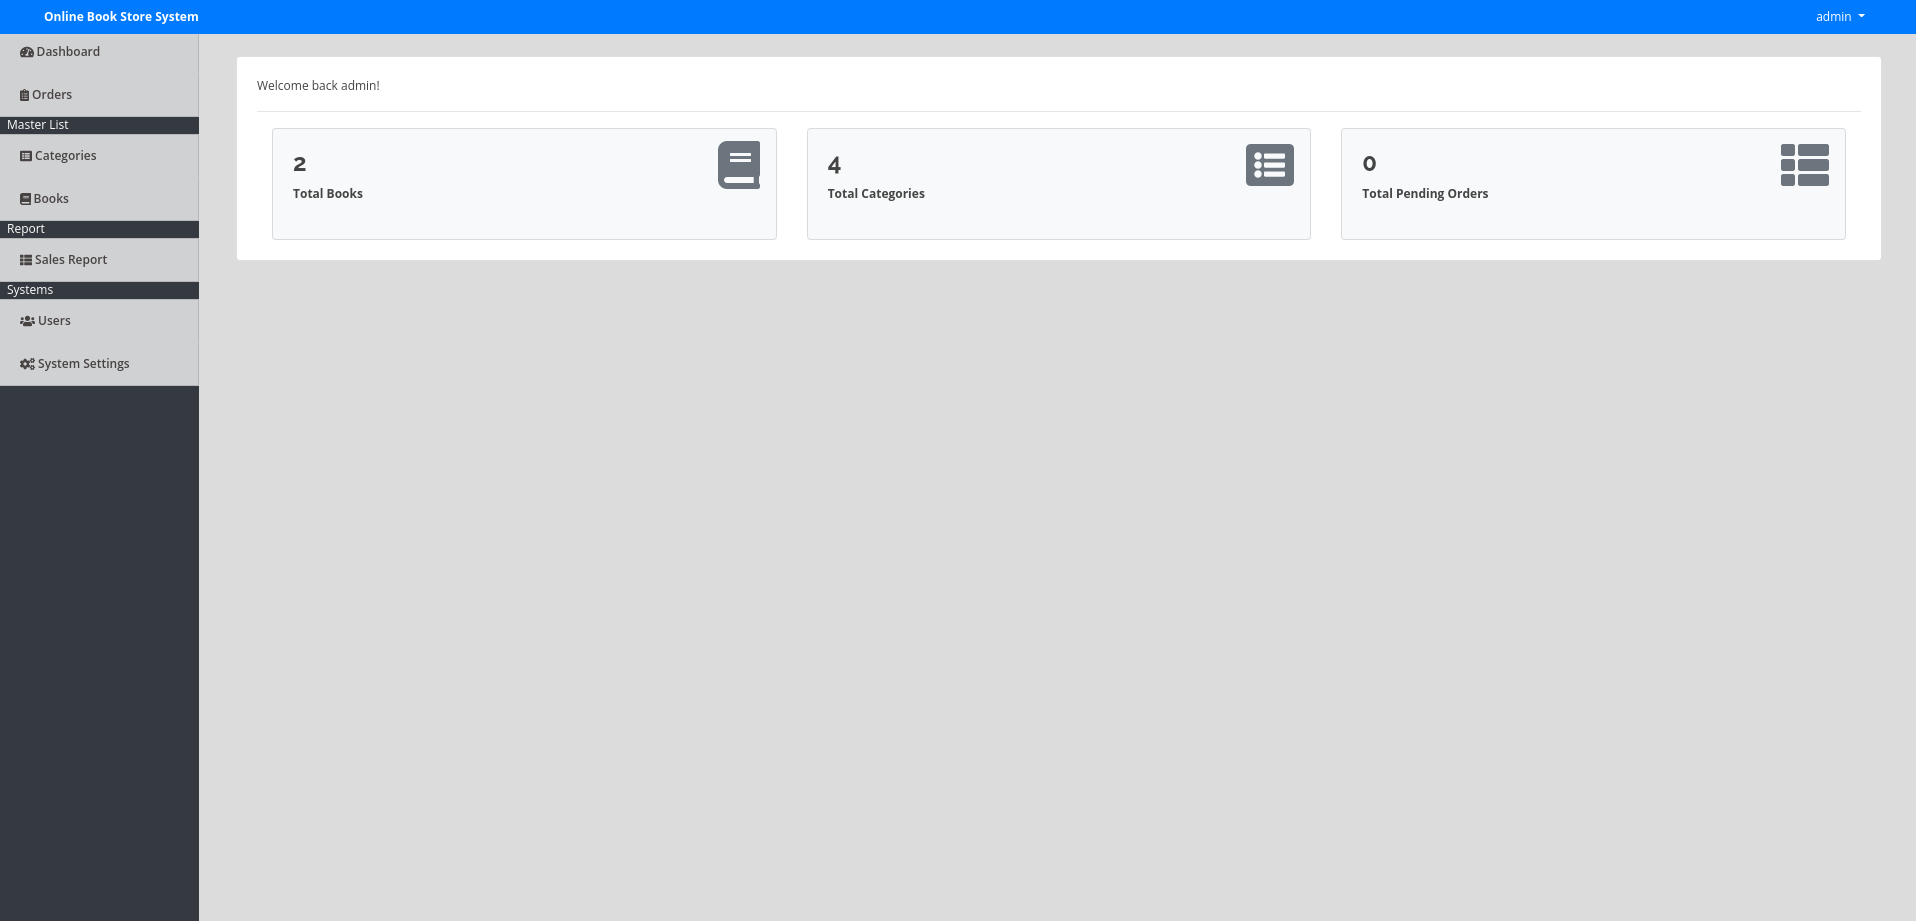 Online Book Store System
admin
Dashboard
Orders
Master List
Categories
Books
Report
Sales Report
Systems
Users
System Settings
Welcome back admin!
2
Total Books
4
Total Categories
0
Total Pending Orders